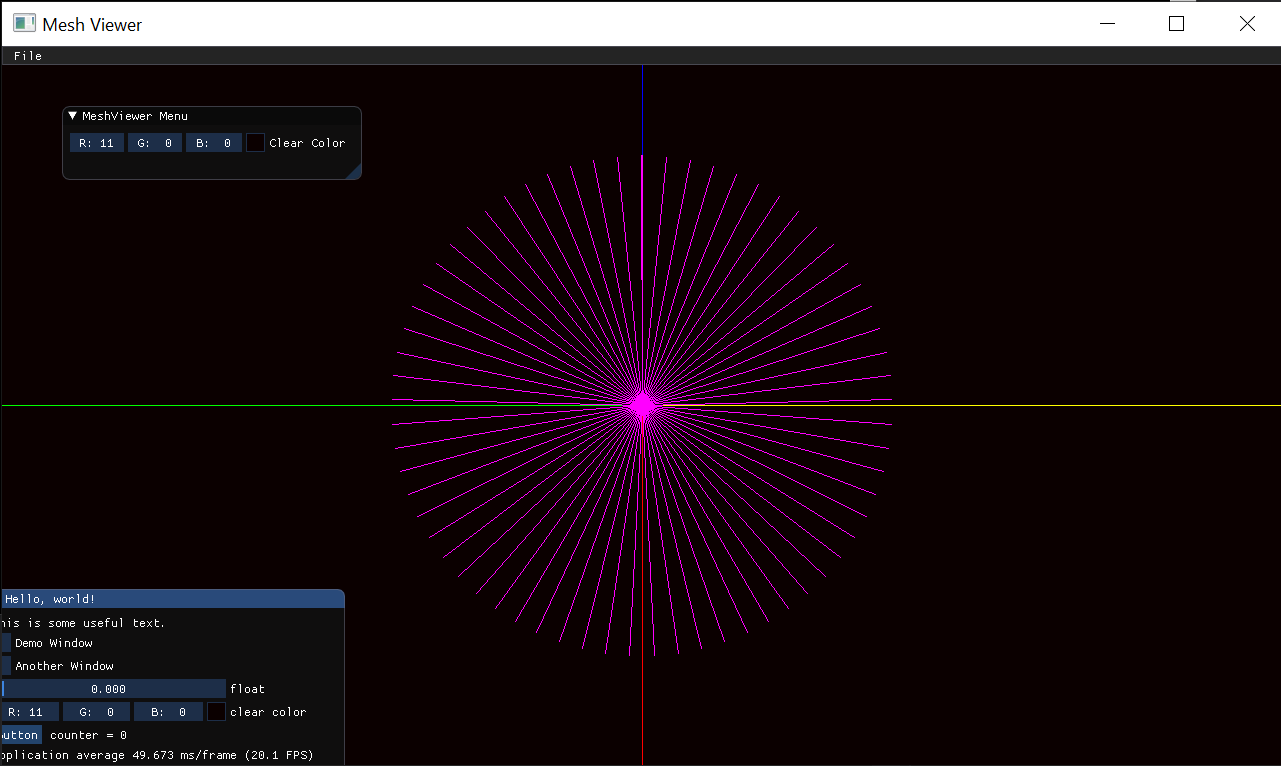 Mesh Viewer
File
▼ MeshViewer Menu
R: 11 G: 0 B: 0 Clear Color
Hello, world!
his is some useful text.
Demo Window
Another Window
0.000 float
R: 11 G: 0 B: 0 clear color
utton counter = 0
pplication average 49.673 ms/frame (20.1 FPS)